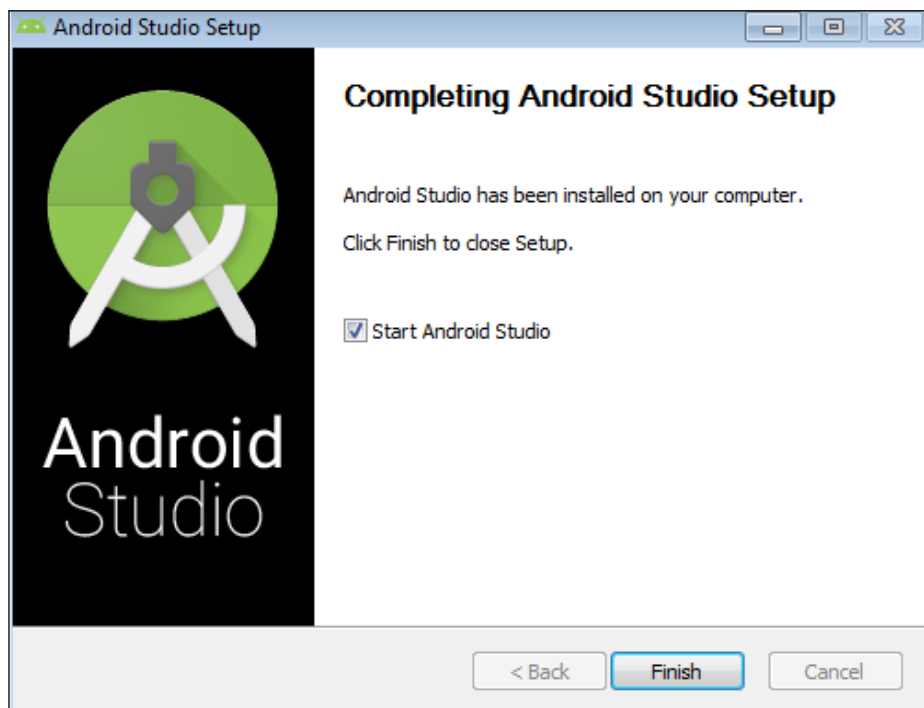 Android Studio Setup
Completing Android Studio Setup
Android Studio has been installed on your computer.
Click Finish to close Setup.
Start Android Studio
Android
Studio
< Back
Finish
Cancel